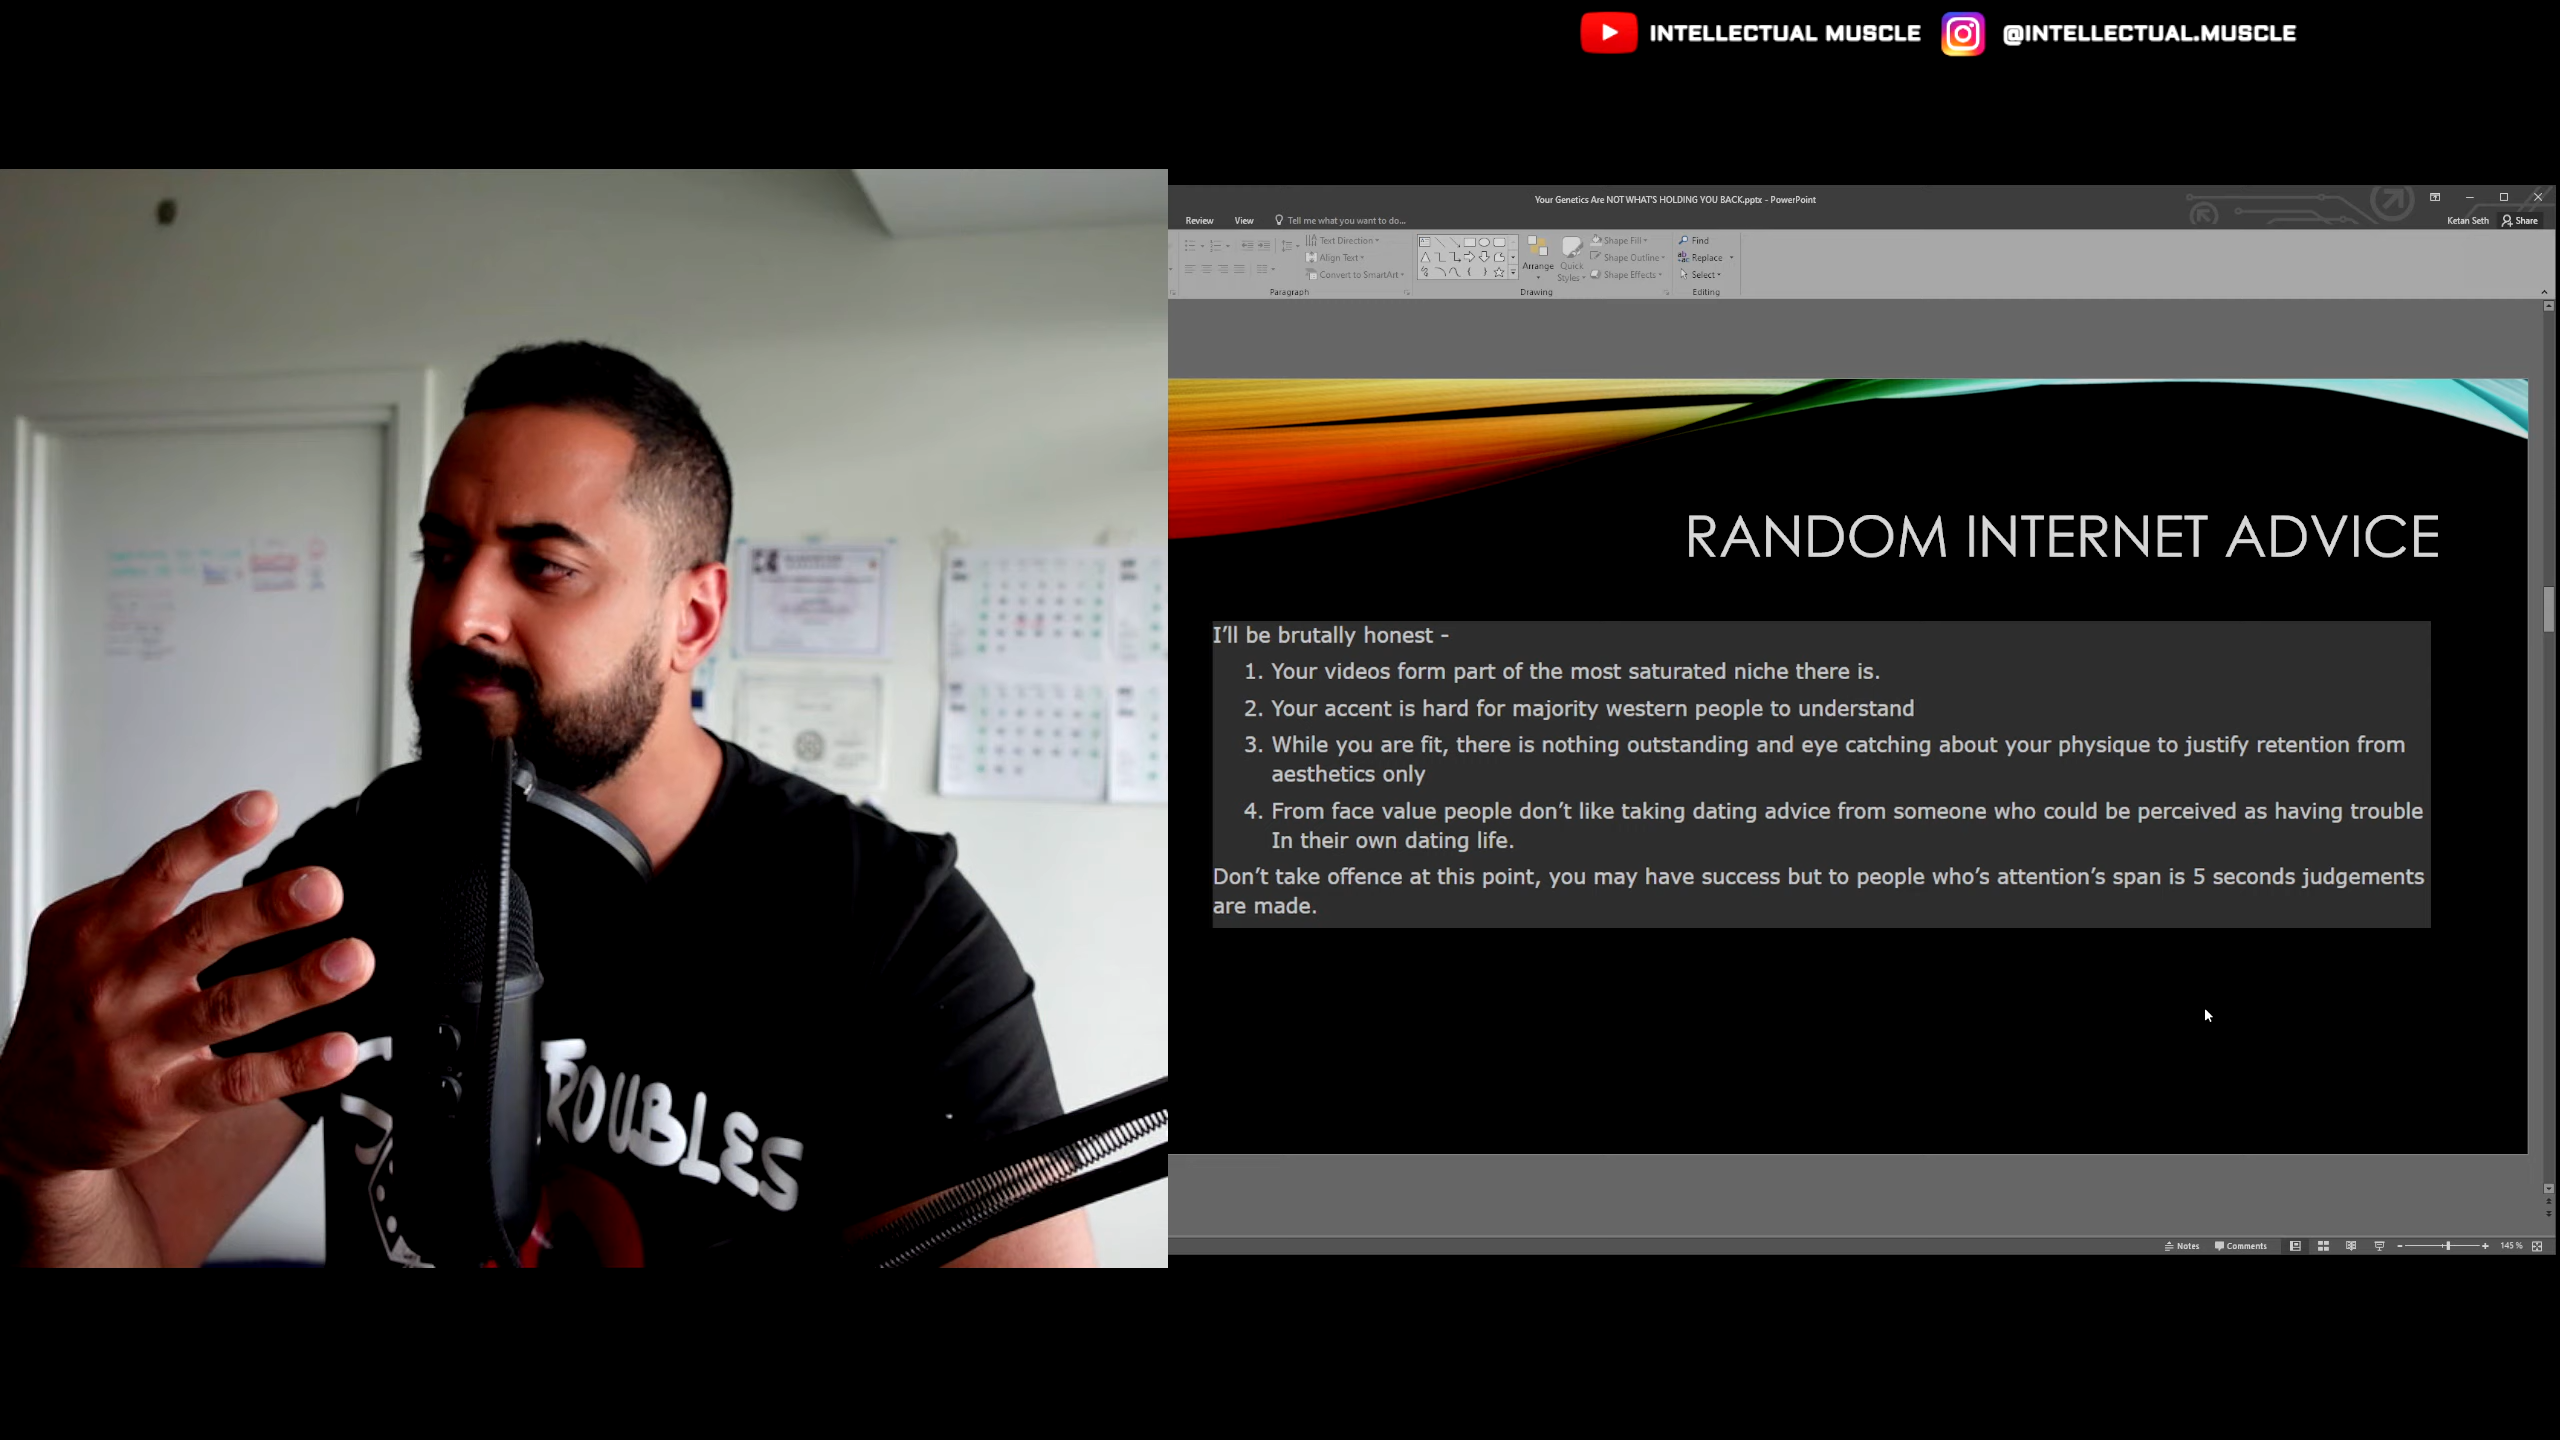 INTELLECTUAL MUSCLE @INTELLECTUAL.MUSCLE
Your Genetics Are NOT WHAT'S HOLDING YOU BACK.pptx - PowerPoint
Review View Tell me what you want to do... Ketan Seth Share
Text Direction Shape Fill Find
Align Text Shape Outline Replace
Convert to SmartArt Arrange Quick Styles Shape Effects Select
Paragraph Drawing Editing
RANDOM INTERNET ADVICE
I'll be brutally honest -
1. Your videos form part of the most saturated niche there is.
2. Your accent is hard for majority western people to understand
3. While you are fit, there is nothing outstanding and eye catching about your physique to justify retention from
aesthetics only
4. From face value people don't like taking dating advice from someone who could be perceived as having trouble
In their own dating life.
Don't take offence at this point, you may have success but to people who's attention's span is 5 seconds judgements
are made.
ROUBLES
Notes Comments 145 %